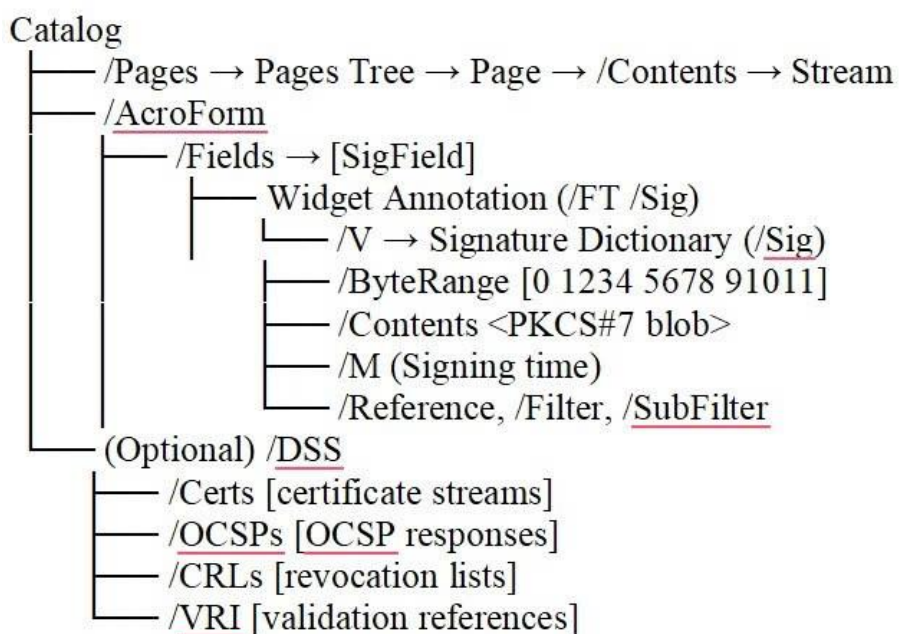 Catalog
/Pages → Pages Tree → Page → /Contents → Stream
/AcroForm
/Fields → [SigField]
Widget Annotation (/FT /Sig)
/V → Signature Dictionary (/Sig)
/ByteRange [0 1234 5678 91011]
/Contents <PKCS#7 blob>
/M (Signing time)
/Reference, /Filter, /SubFilter
(Optional) /DSS
/Certs [certificate streams]
/OCSPs [OCSP responses]
/CRLs [revocation lists]
/VRI [validation references]